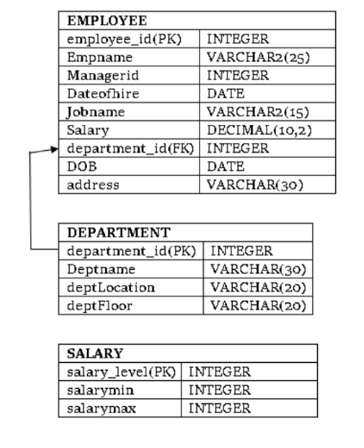 EMPLOYEE
employee_id(PK) INTEGER
Empname VARCHAR2(25)
Managerid INTEGER
Dateofhire DATE
Jobname VARCHAR2(15)
Salary DECIMAL(10,2)
department_id(FK) INTEGER
DOB DATE
address VARCHAR(30)
DEPARTMENT
department_id(PK) INTEGER
Deptname VARCHAR(30)
deptLocation VARCHAR(20)
deptFloor VARCHAR(20)
SALARY
salary_level(PK) INTEGER
salarymin INTEGER
salarymax INTEGER